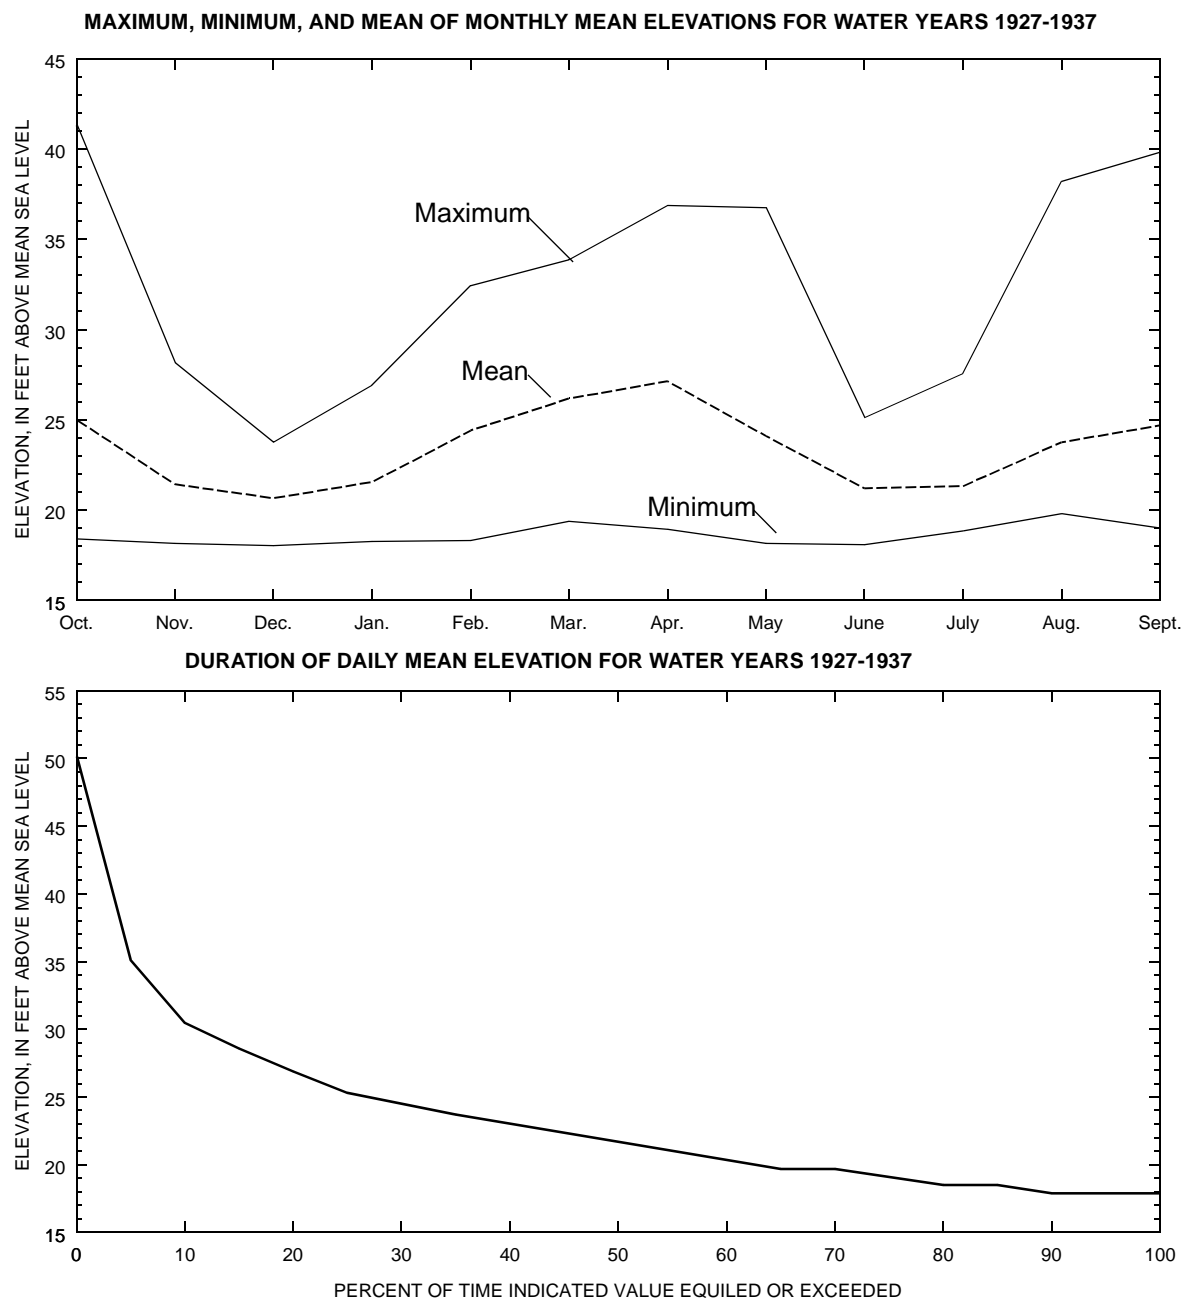 MAXIMUM, MINIMUM, AND MEAN OF MONTHLY MEAN ELEVATIONS FOR WATER YEARS 1927-1937
ELEVATION, IN FEET ABOVE MEAN SEA LEVEL
45
40
35
30
25
20
15
Maximum
Mean
Minimum
Oct. Nov. Dec. Jan. Feb. Mar. Apr. May June July Aug. Sept.
DURATION OF DAILY MEAN ELEVATION FOR WATER YEARS 1927-1937
ELEVATION, IN FEET ABOVE MEAN SEA LEVEL
55
50
45
40
35
30
25
20
15
0 10 20 30 40 50 60 70 80 90 100
PERCENT OF TIME INDICATED VALUE EQUILED OR EXCEEDED